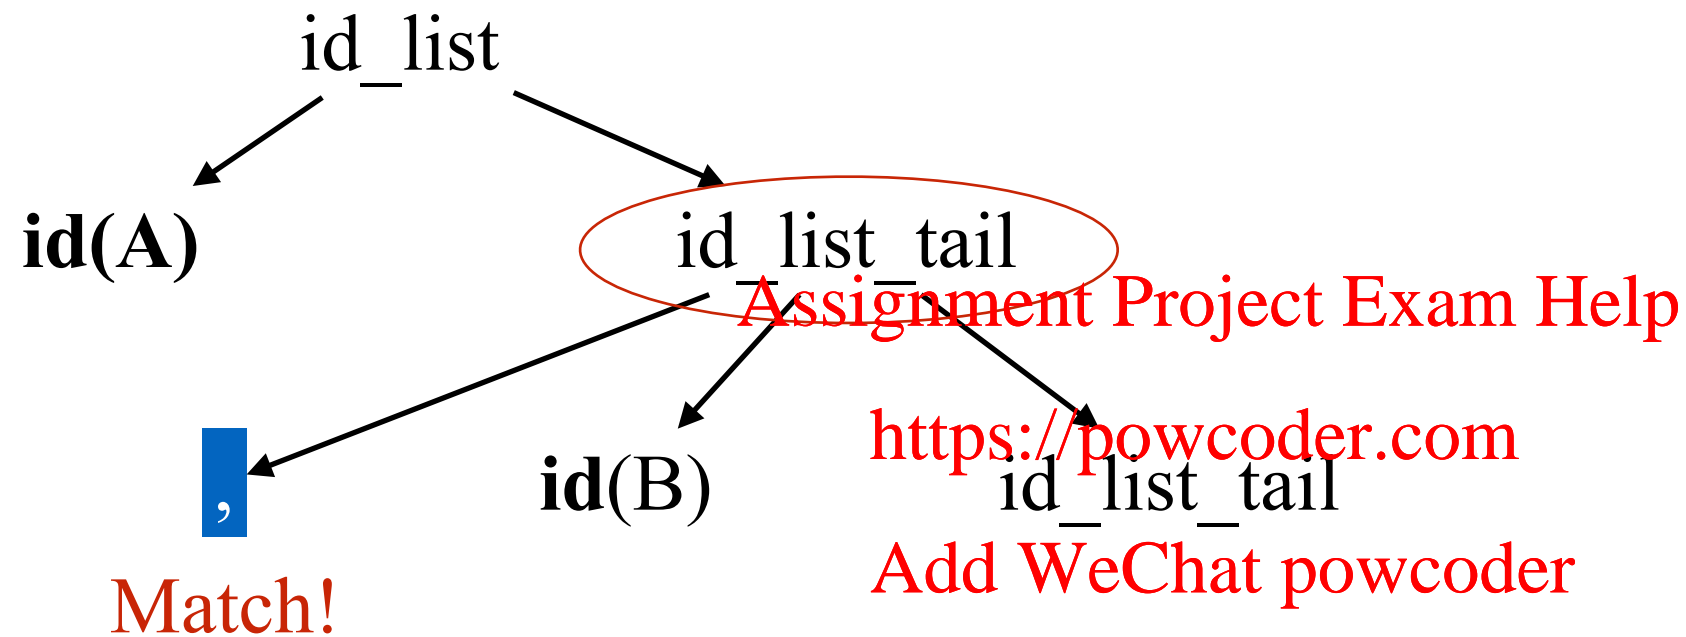 id_list
id(A)
id_list_tail
Assignment Project Exam Help
https://powcoder.com
,
id(B)
id_list_tail
Add WeChat powcoder
Match!